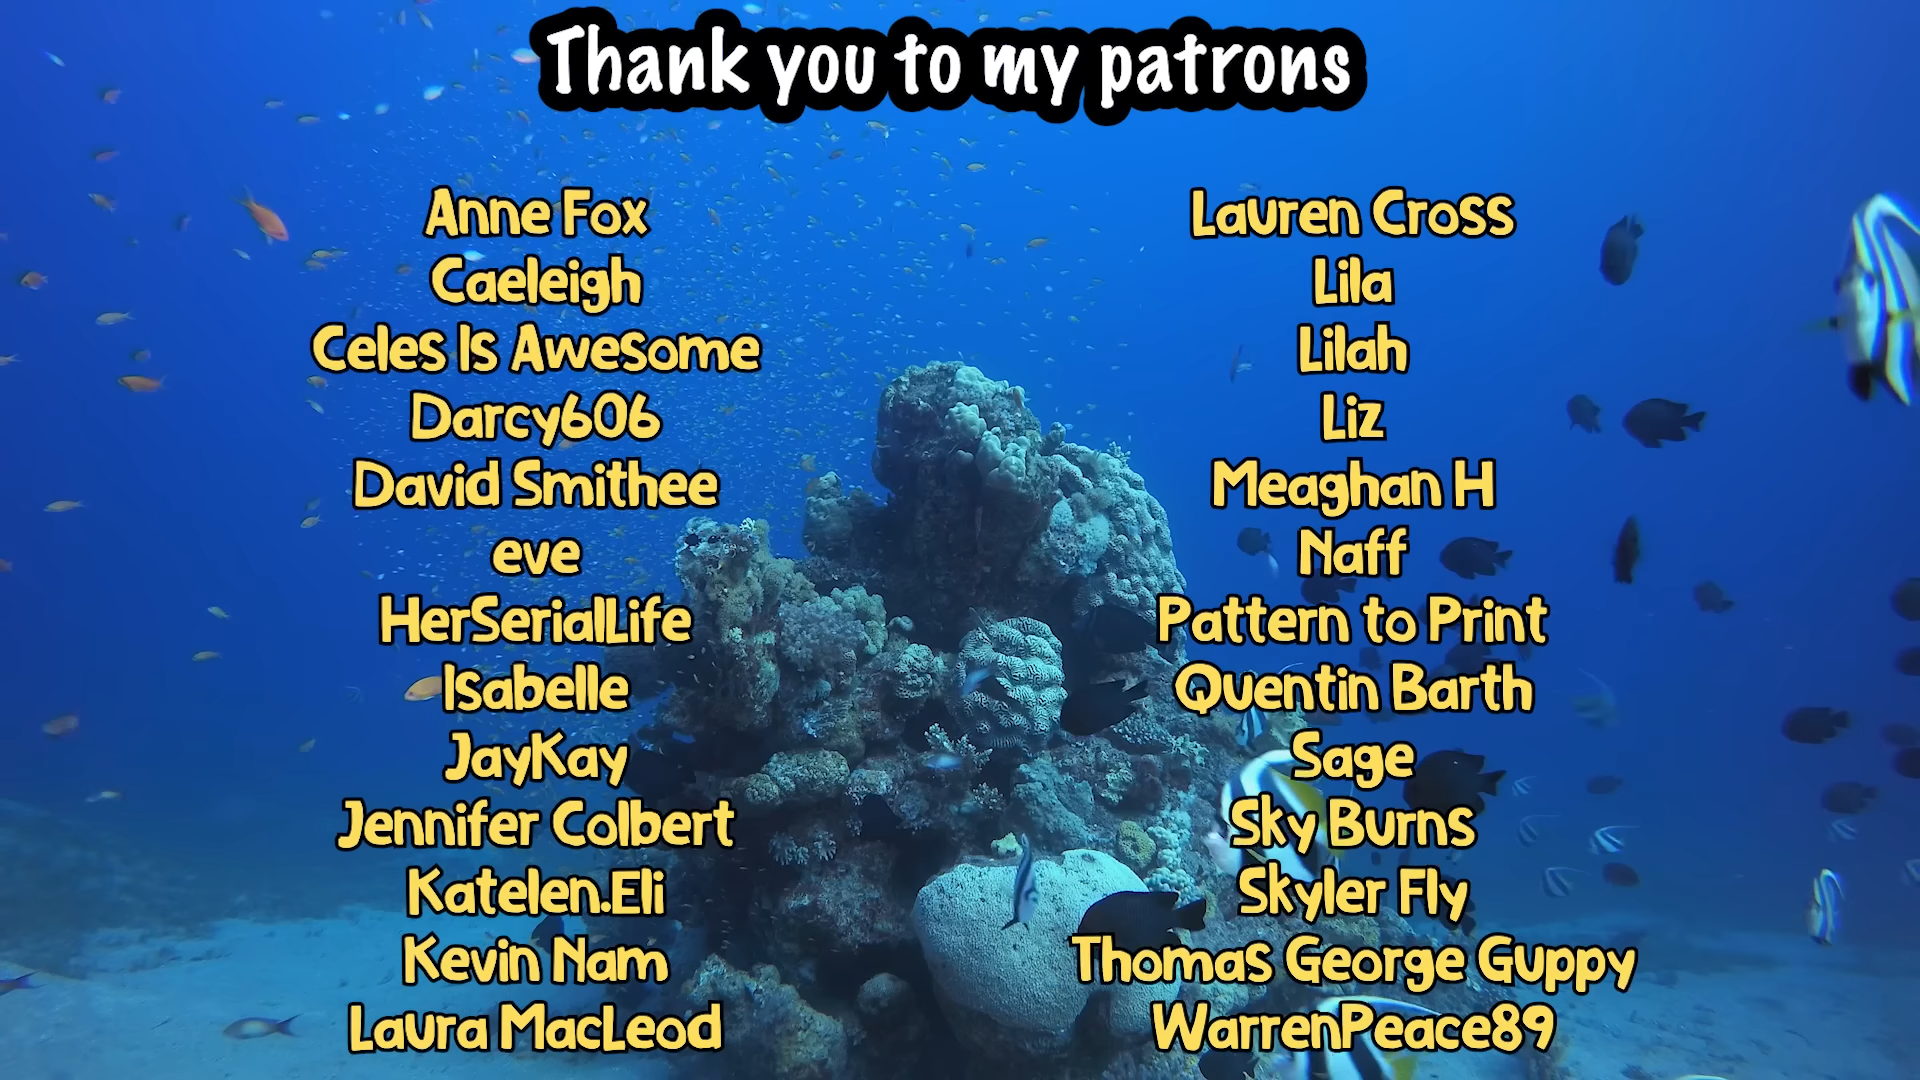 Thank you to my patrons
Anne Fox
Caeleigh
Celes Is Awesome
Darcy606
David Smithee
eve
HerSerialLife
Isabelle
JayKay
Jennifer Colbert
Katelen.Eli
Kevin Nam
Laura MacLeod
Lauren Cross
Lila
Lilah
Liz
Meaghan H
Naff
Pattern to Print
Quentin Barth
Sage
Sky Burns
Skyler Fly
Thomas George Guppy
WarrenPeace89